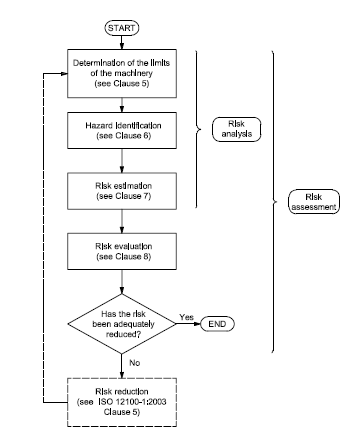 START
Determination of the limits
of the machinery
(see Clause 5)
Hazard identification
(see Clause 6)
Risk
analysis
Risk estimation
(see Clause 7)
Risk
assessment
Risk evaluation
(see Clause 8)
Has the risk
been adequately
reduced?
Yes
END
No
Risk reduction
(see ISO 12100-1:2003
Clause 5)